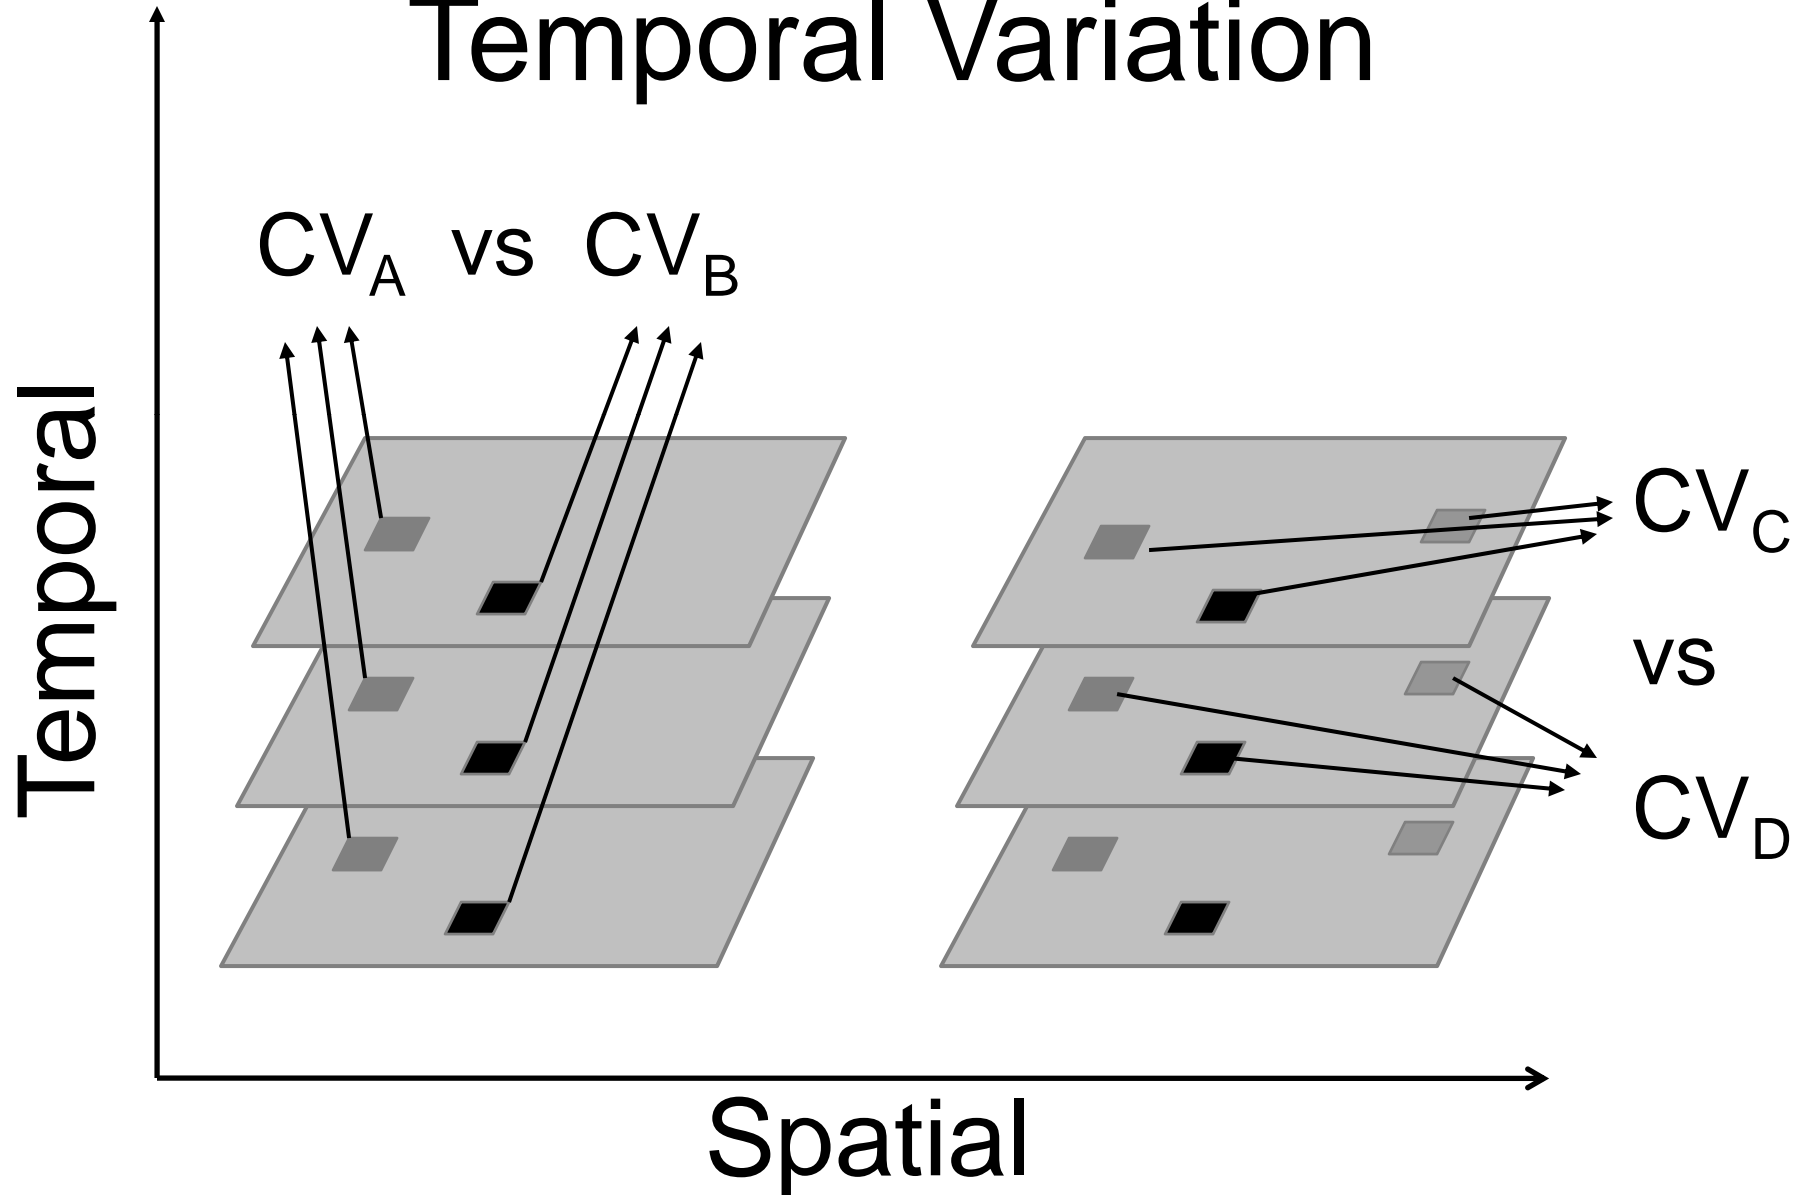 Temporal Variation
CVA vs CVB
Temporal
CVC
vs
CVD
Spatial